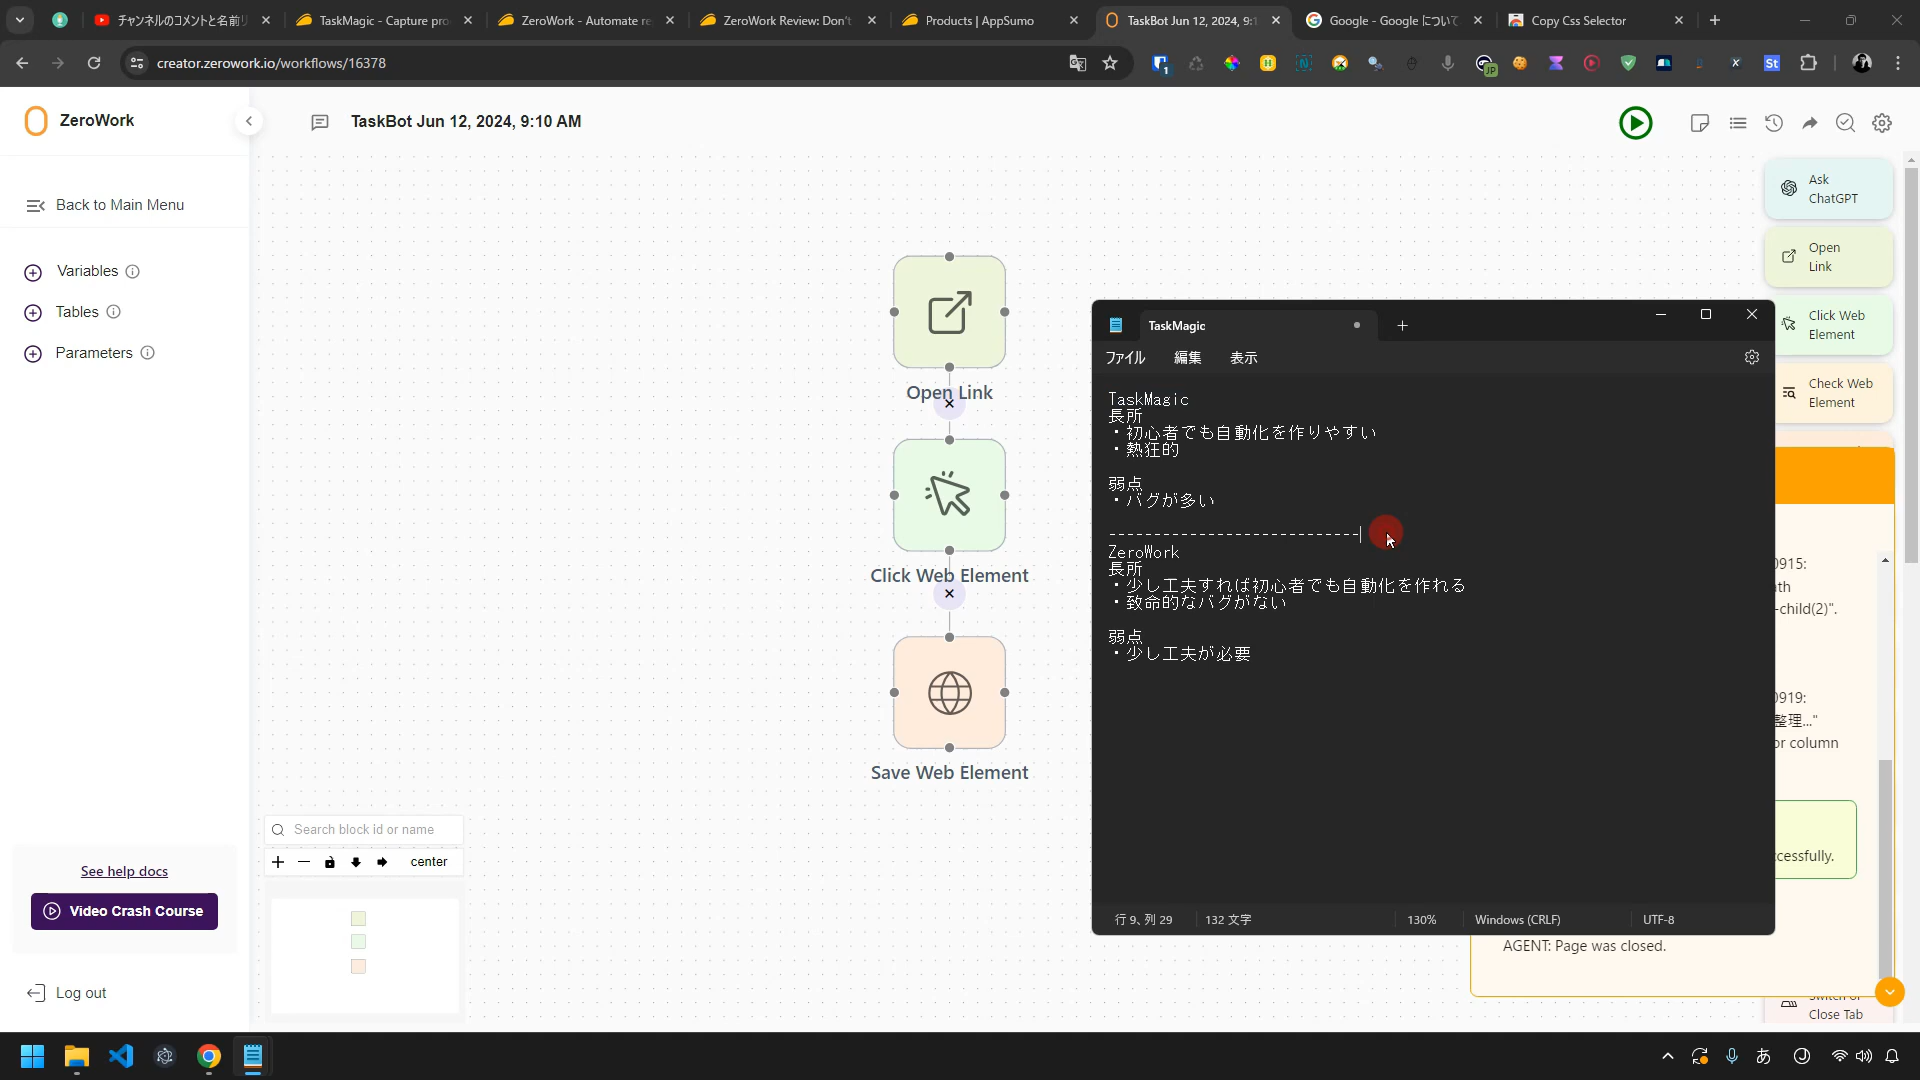 チャンネルのコメントと名前リ
TaskMagic - Capture pro
ZeroWork - Automate re
ZeroWork Review: Don't
Products | AppSumo
TaskBot Jun 12, 2024, 9:1
Google - Google について
Copy Css Selector
creator.zerowork.io/workflows/16378
ZeroWork
TaskBot Jun 12, 2024, 9:10 AM
Back to Main Menu
Variables
Tables
Parameters
Ask
ChatGPT
Open
Link
Click Web
Element
Check Web
Element
Open Link
Click Web Element
Save Web Element
TaskMagic
ファイル 編集 表示
TaskMagic
長所
・初心者でも自動化を作りやすい
・熱狂的
弱点
・バグが多い
----------------------------
ZeroWork
長所
・少し工夫すれば初心者でも自動化を作れる
・致命的なバグがない
弱点
・少し工夫が必要
行 9、列 29 132 文字 130% Windows (CRLF) UTF-8
0915:
ath
-child(2)".
0919:
整理..."
or column
ccessfully.
AGENT: Page was closed.
Close Tab
Search block id or name
center
See help docs
Video Crash Course
Log out